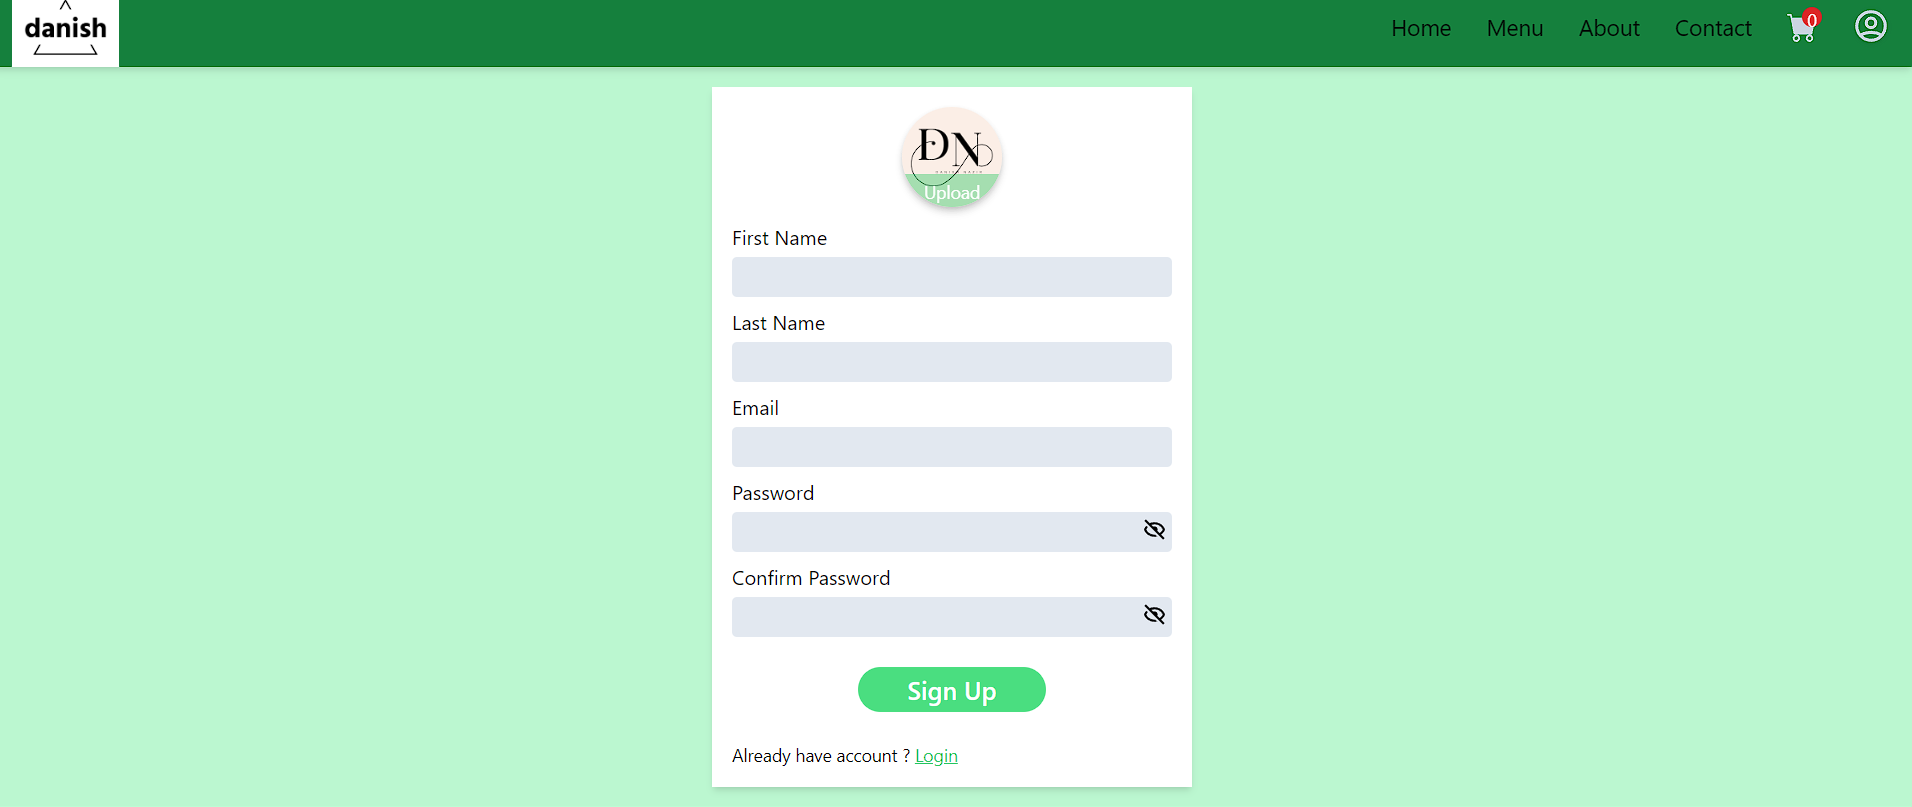 danish
Home Menu About Contact 0
DN
Upload
First Name
Last Name
Email
Password
Confirm Password
Sign Up
Already have account ? Login